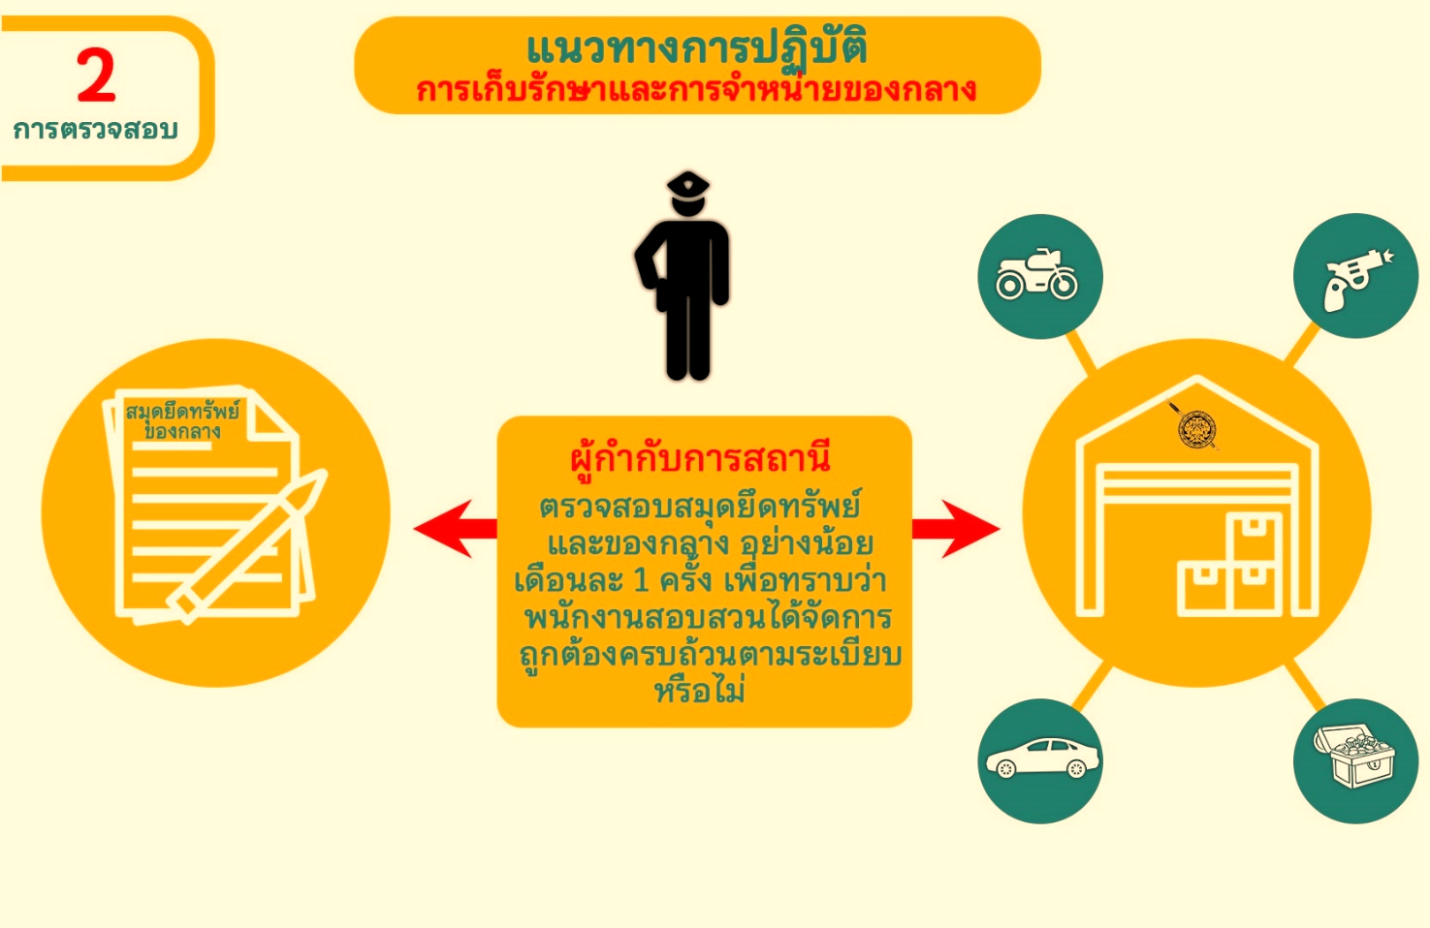 2
การตรวจสอบ
แนวทางการปฏิบัติ
การเก็บรักษาและการจำหน่ายของกลาง
สมุดยึดทรัพย์
ของกลาง
ผู้กำกับการสถานี
ตรวจสอบสมุดยึดทรัพย์
และของกลาง อย่างน้อย
เดือนละ 1 ครั้ง เพื่อทราบว่า
พนักงานสอบสวนได้จัดการ
ถูกต้องครบถ้วนตามระเบียบ
หรือไม่